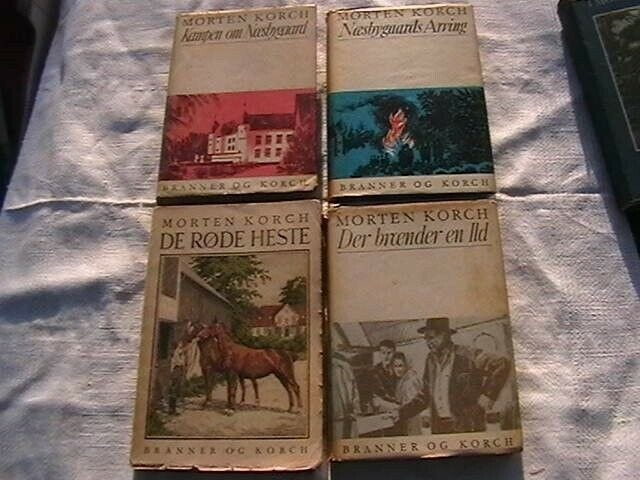 MORTEN KORCH
Kampen om Næsbygaard
BRANNER OG KORCH
MORTEN KORCH
Næsbygaards Arving
BRANNER OG KORCH
MORTEN KORCH
DE RØDE HESTE
BRANNER OG KORCH
MORTEN KORCH
Der brænder en Ild
BRANNER OG KORCH